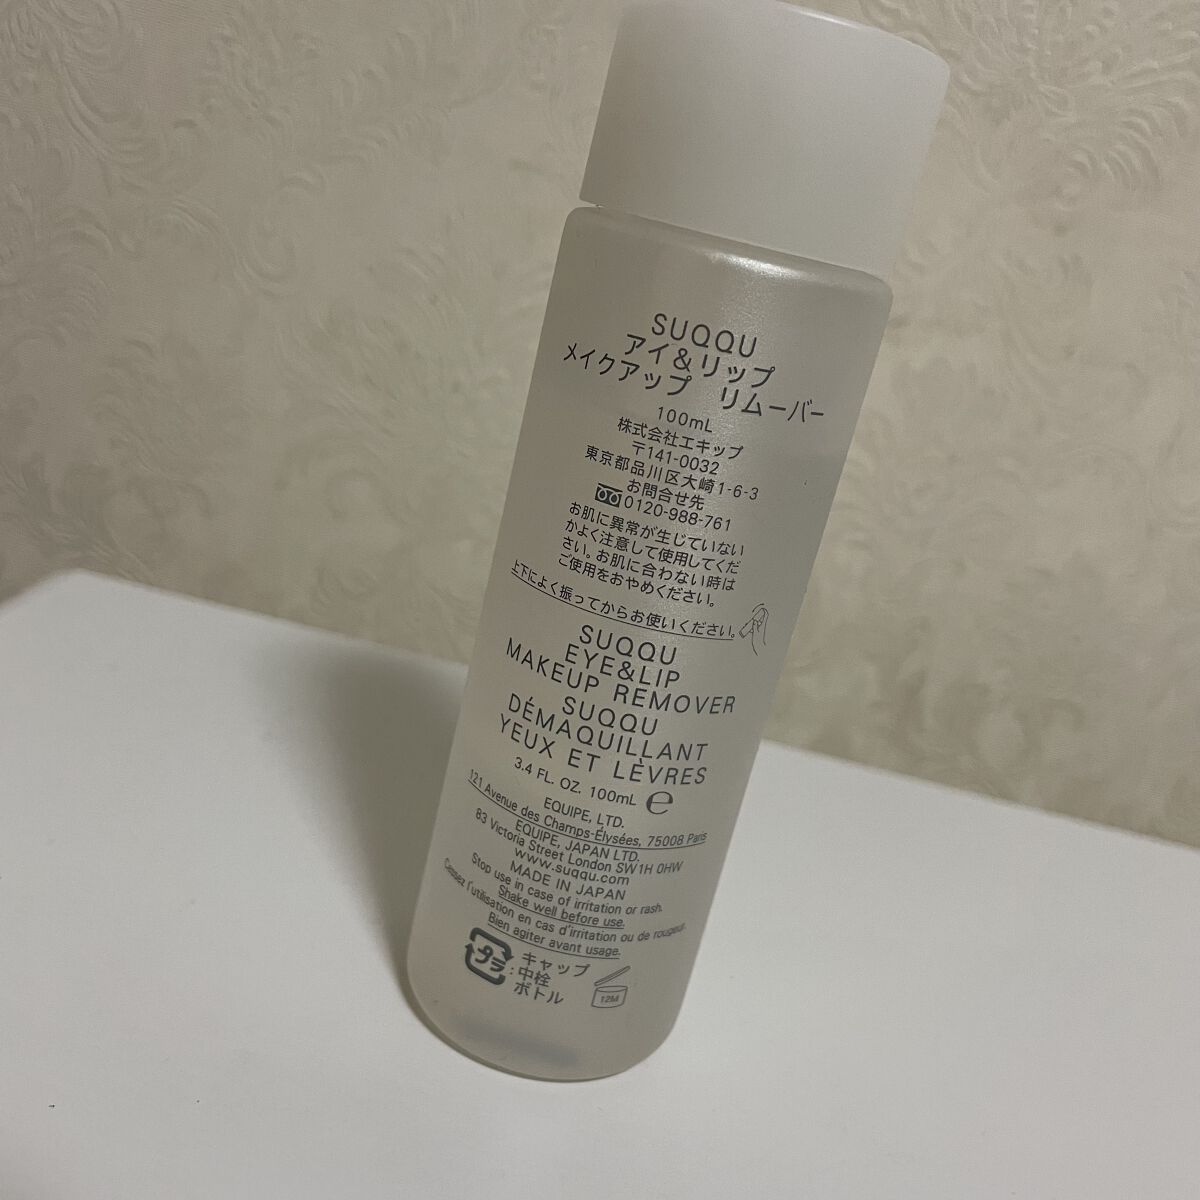 SUQQU
アイ&リップ
メイクアップ リムーバー
100mL
株式会社エキップ
〒141-0032
東京都品川区大崎1-6-3
お問合せ先
0120-988-761
お肌に異常が生じていない
かよく注意して使用してくだ
さい。お肌に合わない時は
ご使用をおやめください。
上下によく振ってからお使いください。
SUQQU
EYE&LIP
MAKEUP REMOVER
SUQQU
DÉMAQUILLANT
YEUX ET LÈVRES
3.4 FL. OZ. 100mL ℮
EQUIPE, LTD.
121 Avenue des Champs-Élysées, 75008 Paris
EQUIPE, JAPAN LTD.
83 Victoria Street London SW1H 0HW
www.suqqu.com
MADE IN JAPAN
Stop use in case of irritation or rash.
Shake well before use.
Cessez l'utilisation en cas d'irritation ou de rougeur.
Bien agiter avant usage.
プラ : キャップ
中栓
ボトル
12M